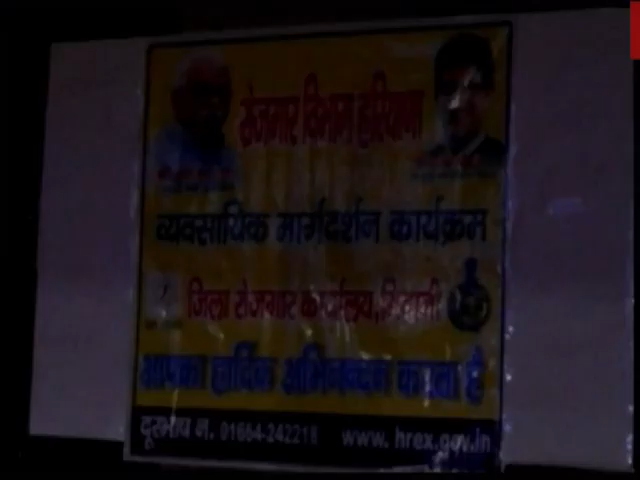 रोजगार विभाग हरियाणा
व्यवसायिक मार्गदर्शन कार्यक्रम
जिला रोजगार कार्यालय, भिवानी
आपका हार्दिक अभिनन्दन करता है
दूरभाष न. 01664-242218 www. hrex.gov.in